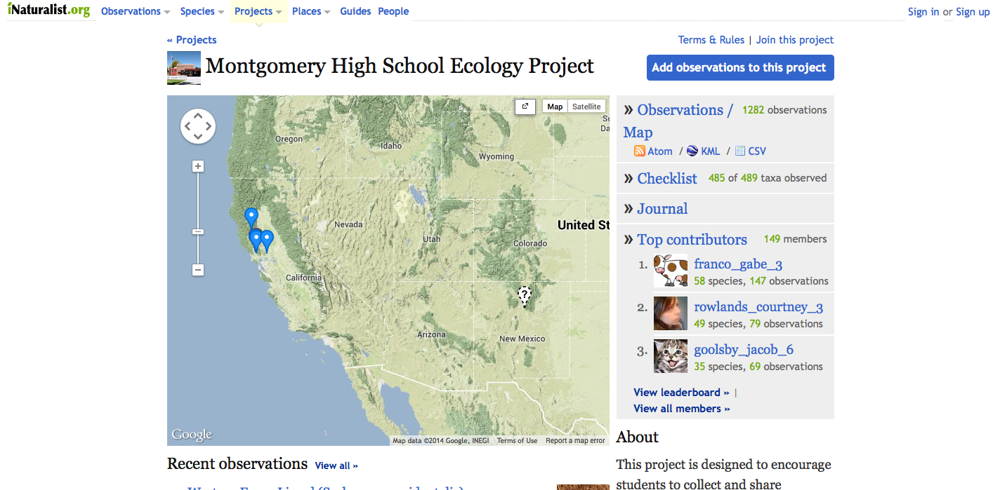 iNaturalist.org Observations Species Projects Places Guides People Sign in or Sign up
« Projects
Terms & Rules | Join this project
Montgomery High School Ecology Project
Add observations to this project
Map Satellite
Oregon
Idaho
Wyoming
So
Da
Nevada
Utah
United St
Colorado
California
?
Arizona
New Mexico
Google
Map data ©2014 Google, INEGI Terms of Use Report a map error
» Observations / Map 1282 observations
Atom / KML / CSV
» Checklist 485 of 489 taxa observed
» Journal
» Top contributors 149 members
1. franco_gabe_3
58 species, 147 observations
2. rowlands_courtney_3
49 species, 79 observations
3. goolsby_jacob_6
35 species, 69 observations
View leaderboard » |
View all members »
Recent observations View all »
About
This project is designed to encourage
students to collect and share